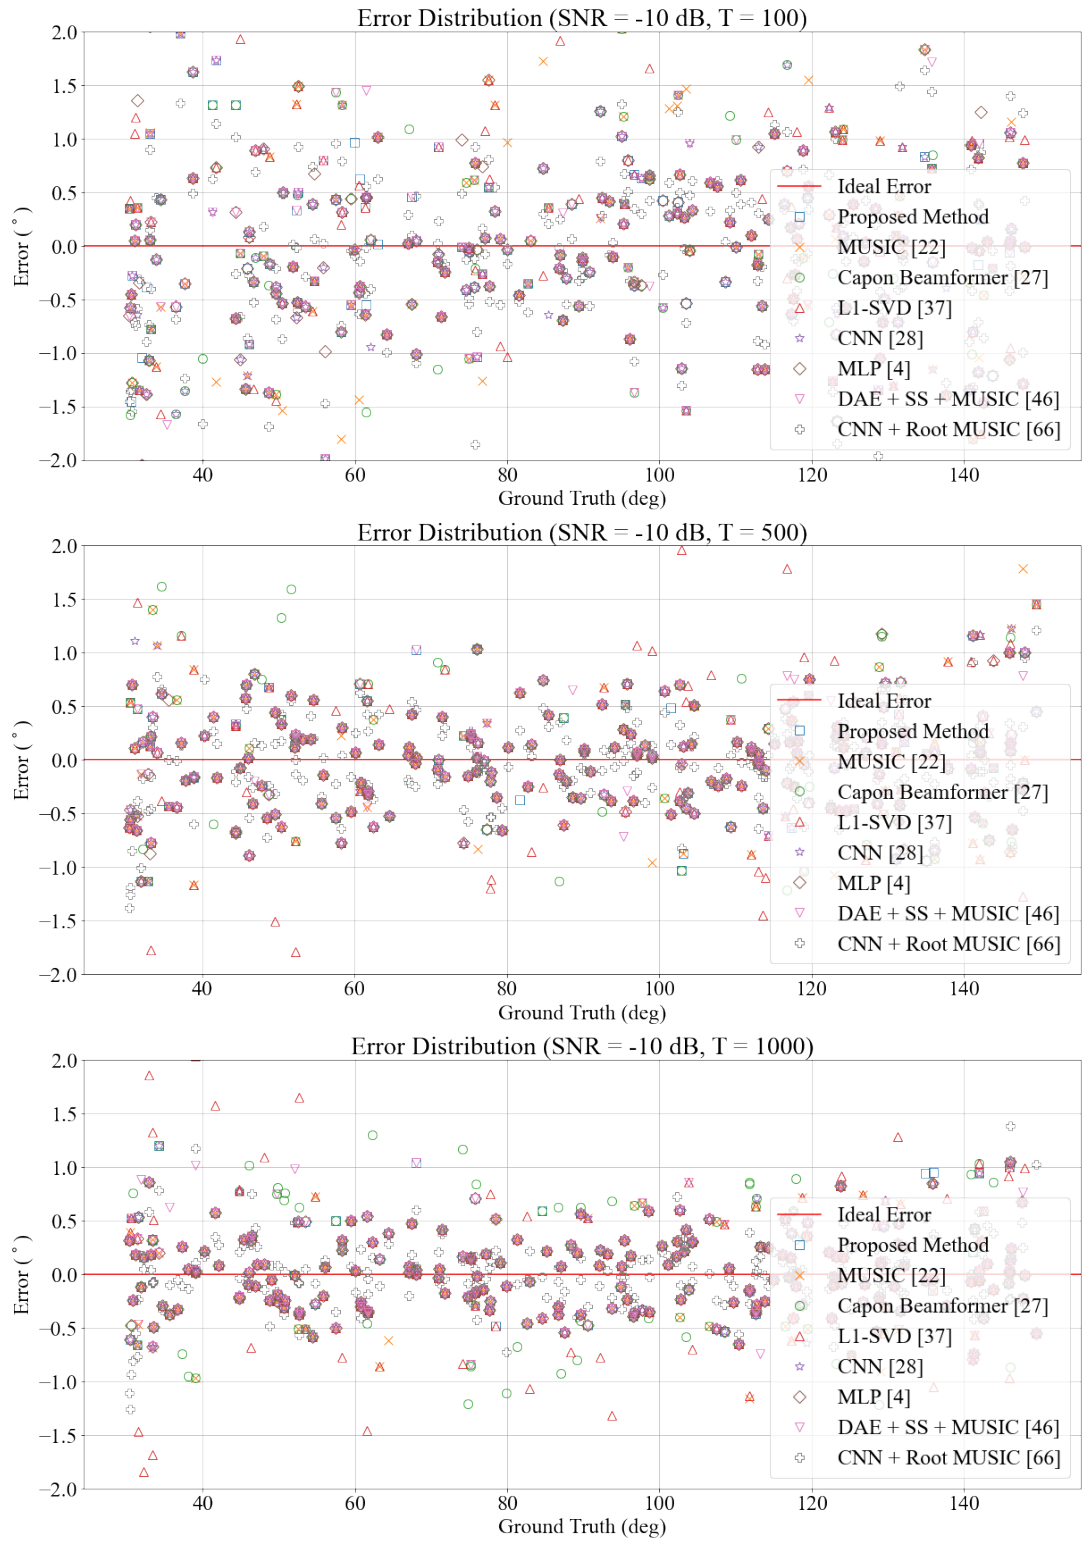 Error Distribution (SNR = -10 dB, T = 100)
2.0
1.5
1.0
0.5
0.0
−0.5
−1.0
−1.5
−2.0
Error (°)
40 60 80 100 120 140
Ground Truth (deg)
Ideal Error
Proposed Method
MUSIC [22]
Capon Beamformer [27]
L1-SVD [37]
CNN [28]
MLP [4]
DAE + SS + MUSIC [46]
CNN + Root MUSIC [66]
Error Distribution (SNR = -10 dB, T = 500)
2.0
1.5
1.0
0.5
0.0
−0.5
−1.0
−1.5
−2.0
Error (°)
40 60 80 100 120 140
Ground Truth (deg)
Ideal Error
Proposed Method
MUSIC [22]
Capon Beamformer [27]
L1-SVD [37]
CNN [28]
MLP [4]
DAE + SS + MUSIC [46]
CNN + Root MUSIC [66]
Error Distribution (SNR = -10 dB, T = 1000)
2.0
1.5
1.0
0.5
0.0
−0.5
−1.0
−1.5
−2.0
Error (°)
40 60 80 100 120 140
Ground Truth (deg)
Ideal Error
Proposed Method
MUSIC [22]
Capon Beamformer [27]
L1-SVD [37]
CNN [28]
MLP [4]
DAE + SS + MUSIC [46]
CNN + Root MUSIC [66]